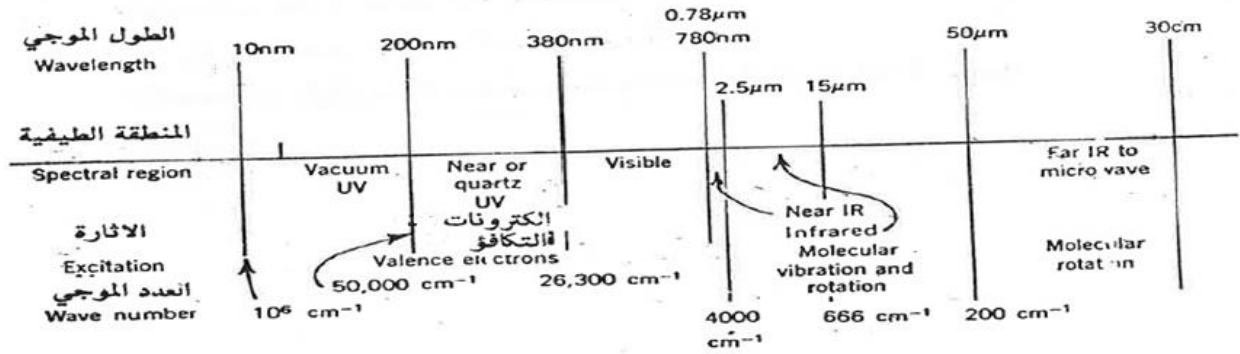 الطول الموجي
Wavelength
10nm
200nm
380nm
0.78μm
780nm
2.5μm
15μm
50μm
30cm
المنطقة الطيفية
Spectral region
Vacuum
UV
Near or
quartz
UV
Visible
Near IR
Infrared
Far IR to
micro wave
الاثارة
Excitation
الكترونات
التكافؤ
Valence electrons
Molecular
vibration and
rotation
Molecular
rotation
العدد الموجي
Wave number
10⁶ cm⁻¹
50,000 cm⁻¹
26,300 cm⁻¹
4000
cm⁻¹
666 cm⁻¹
200 cm⁻¹